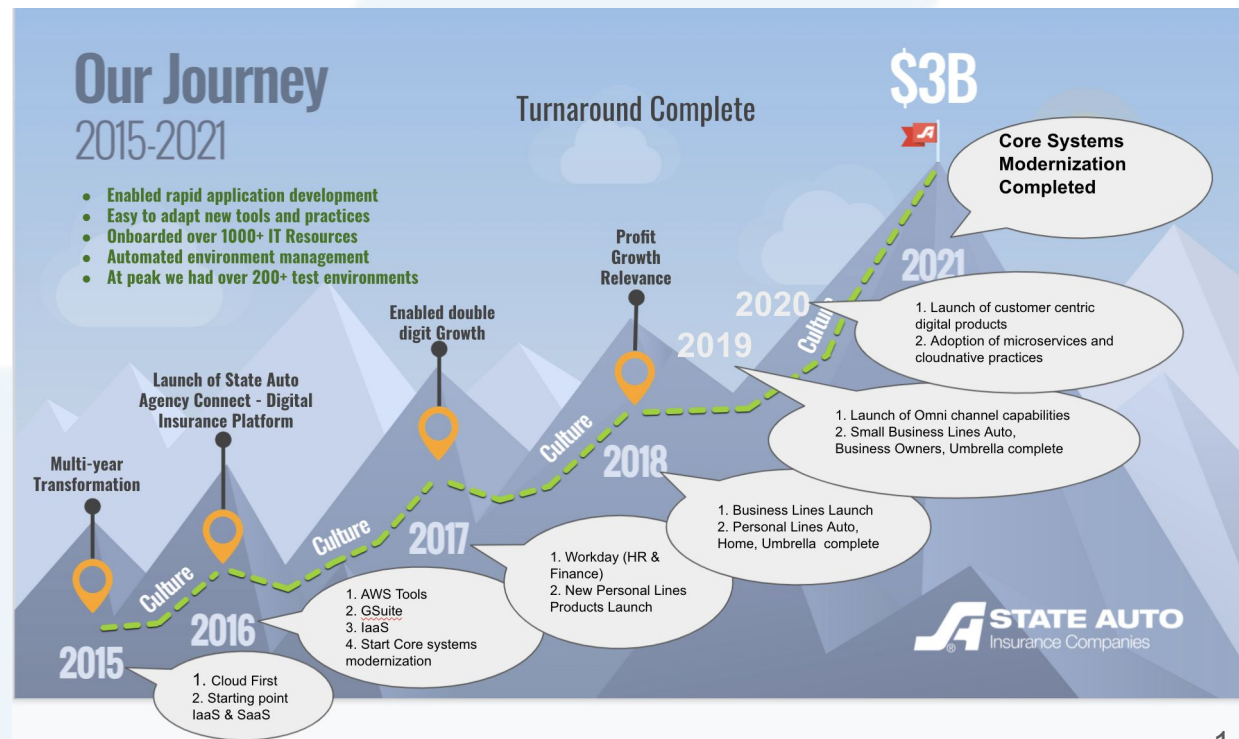 Our Journey
2015-2021
Turnaround Complete
$3B
● Enabled rapid application development
● Easy to adapt new tools and practices
● Onboarded over 1000+ IT Resources
● Automated environment management
● At peak we had over 200+ test environments
Multi-year
Transformation
2015
1. Cloud First
2. Starting point
IaaS & SaaS
Culture
Launch of State Auto
Agency Connect - Digital
Insurance Platform
2016
1. AWS Tools
2. GSuite
3. IaaS
4. Start Core systems
modernization
Culture
Enabled double
digit Growth
2017
1. Workday (HR &
Finance)
2. New Personal Lines
Products Launch
Culture
Profit
Growth
Relevance
2018
1. Business Lines Launch
2. Personal Lines Auto,
Home, Umbrella complete
2019
1. Launch of Omni channel capabilities
2. Small Business Lines Auto,
Business Owners, Umbrella complete
2020
Culture
1. Launch of customer centric
digital products
2. Adoption of microservices and
cloudnative practices
2021
Core Systems
Modernization
Completed
STATE AUTO
®
Insurance Companies